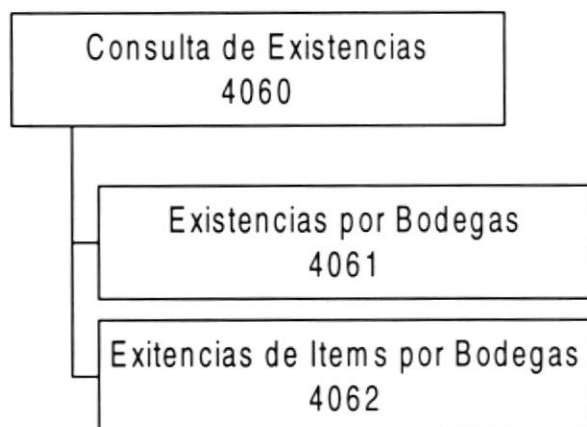 Consulta de Existencias
4060
Existencias por Bodegas
4061
Exitencias de Items por Bodegas
4062